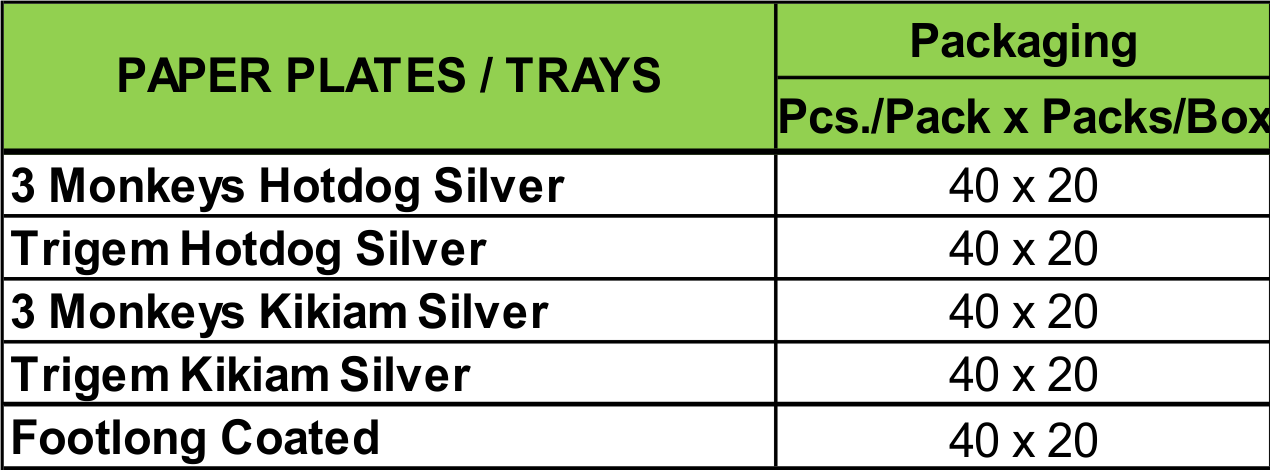 PAPER PLATES / TRAYS
Packaging
Pcs./Pack x Packs/Box
3 Monkeys Hotdog Silver 40 x 20
Trigem Hotdog Silver 40 x 20
3 Monkeys Kikiam Silver 40 x 20
Trigem Kikiam Silver 40 x 20
Footlong Coated 40 x 20